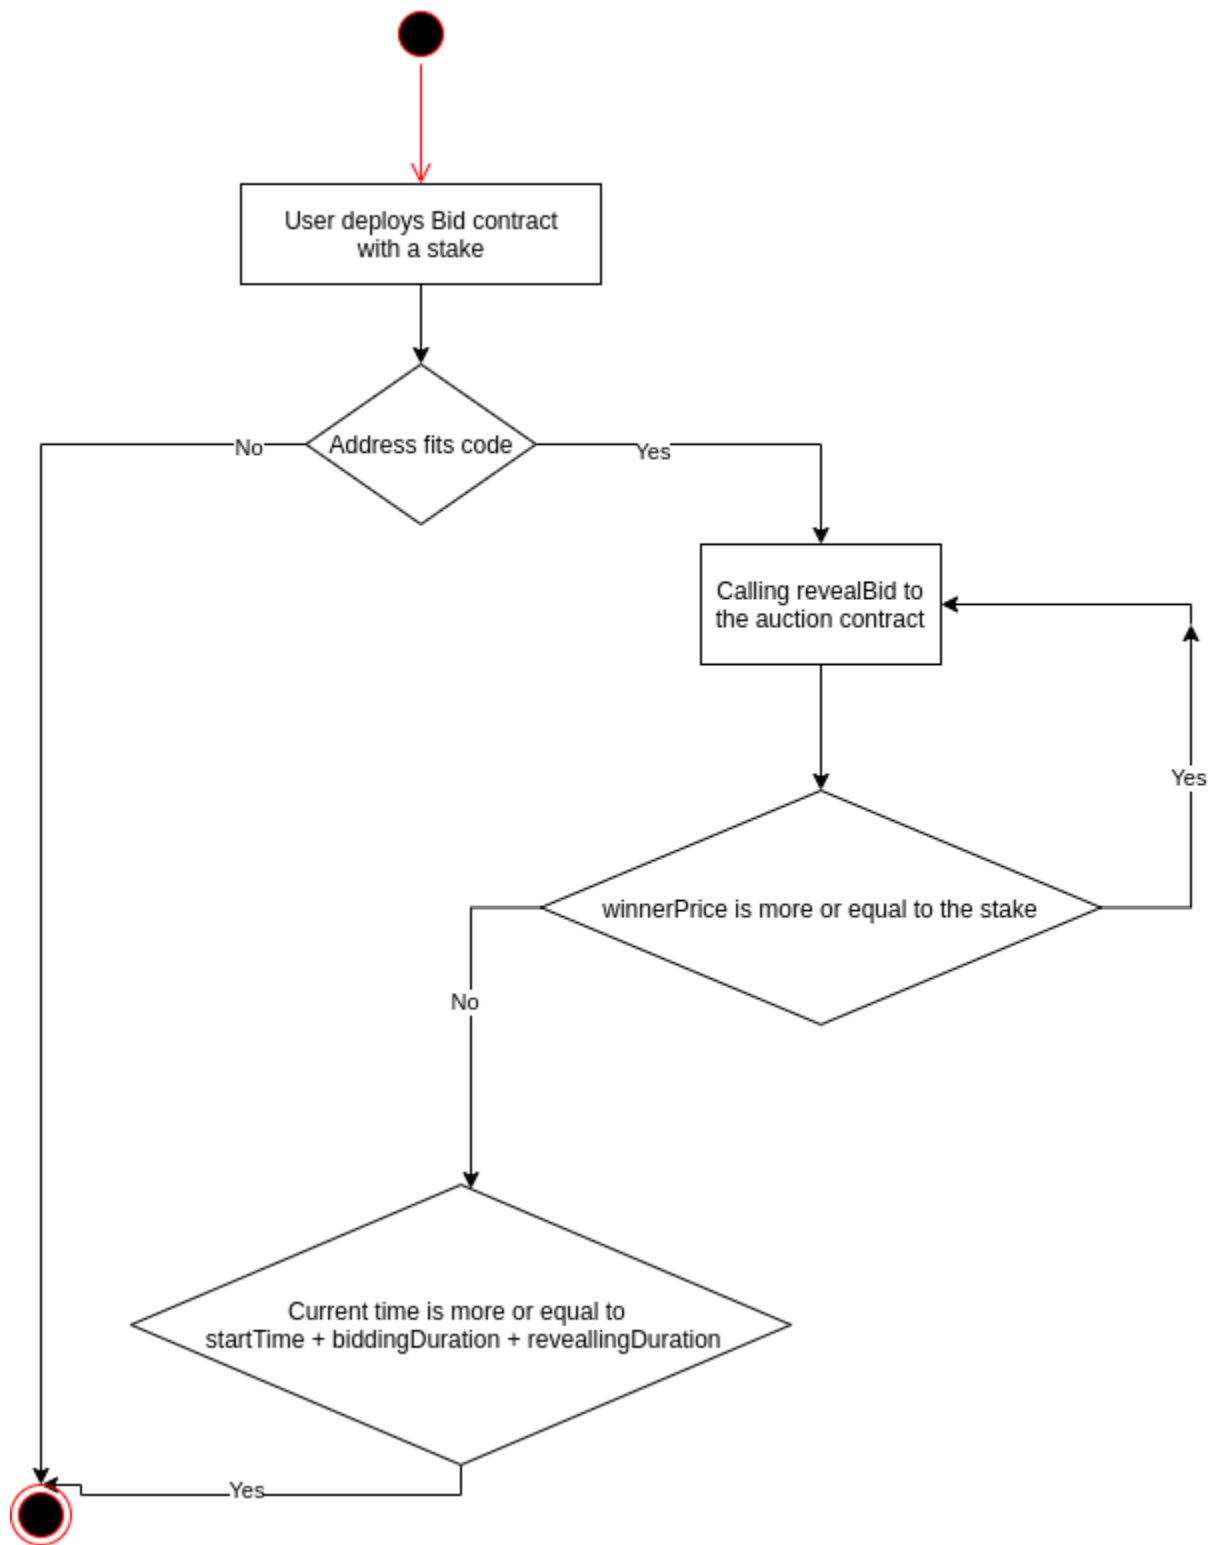 User deploys Bid contract
with a stake
Address fits code
No
Yes
Calling revealBid to
the auction contract
Yes
winnerPrice is more or equal to the stake
No
Current time is more or equal to
startTime + biddingDuration + reveallingDuration
Yes